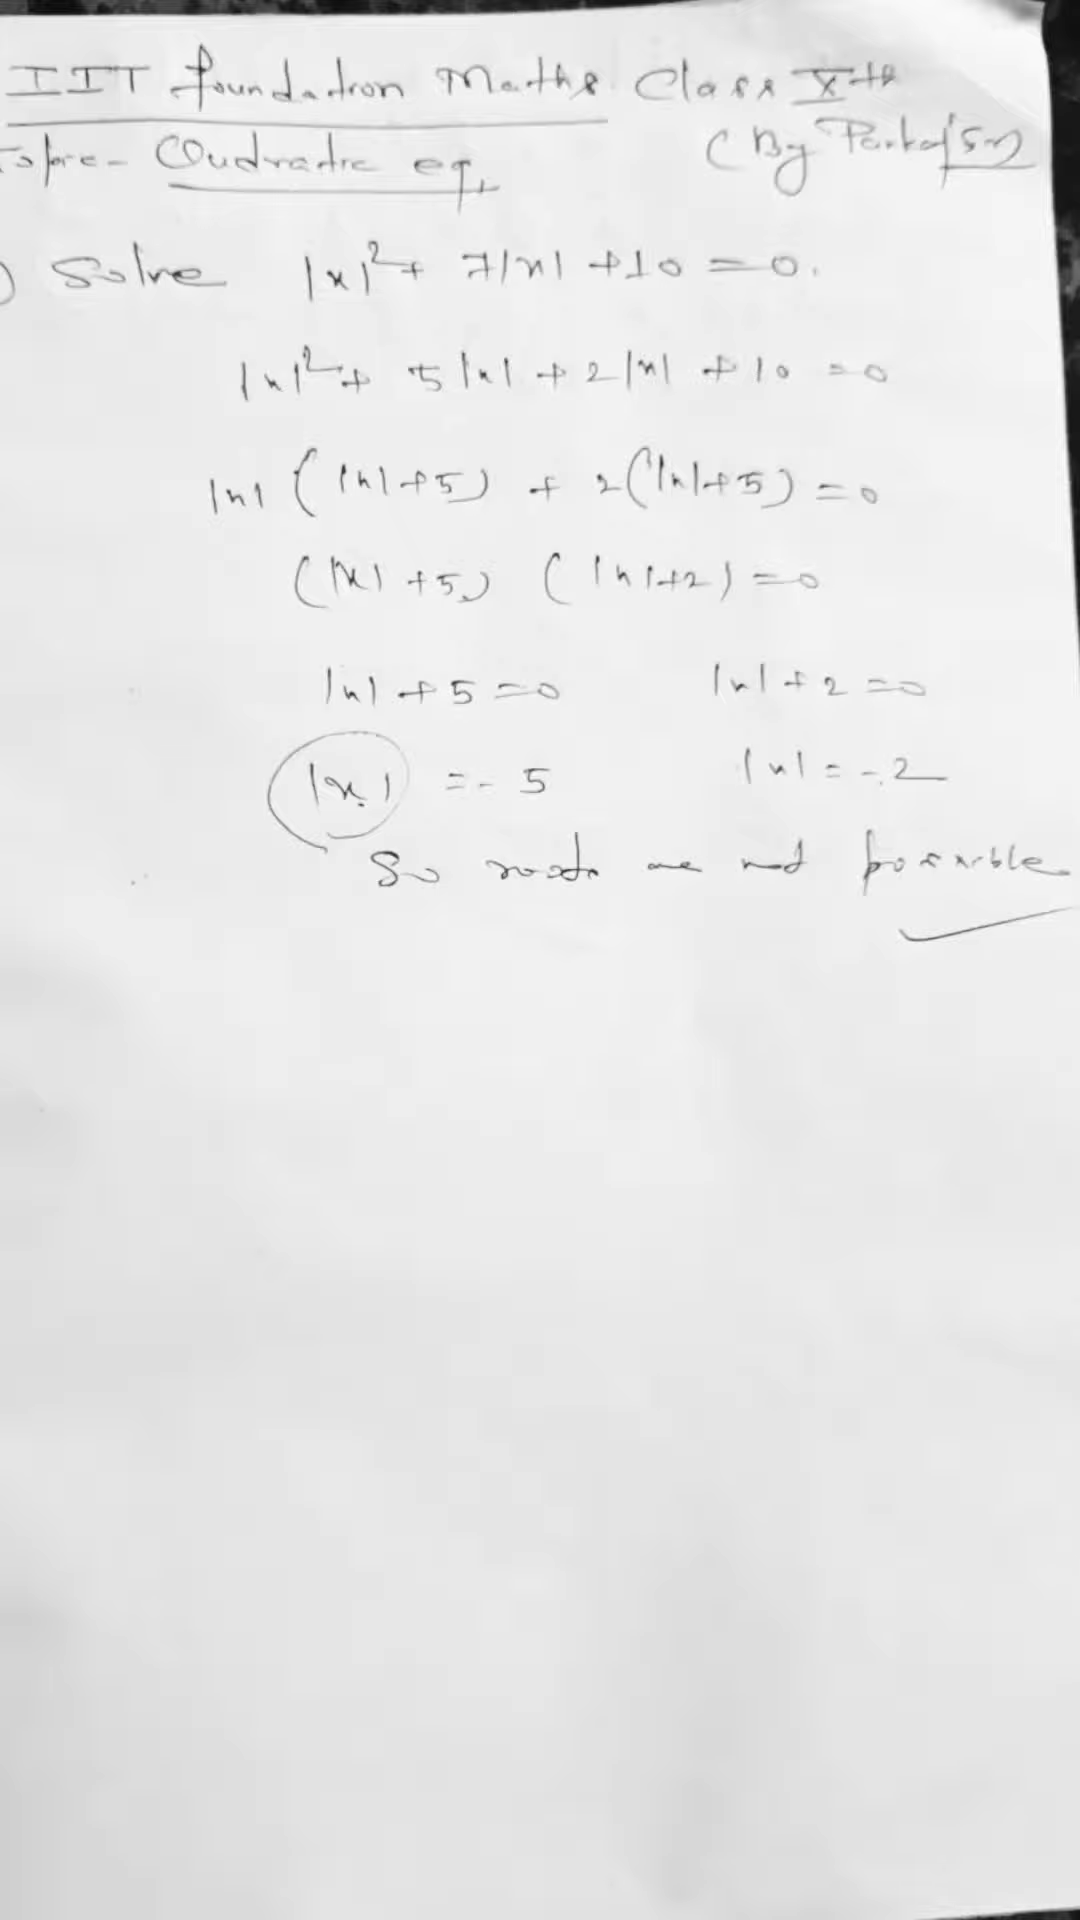 IIT foundation Maths Class Xth
Topic - Quadratic eq. (By Pankaj Sir)
Solve |x|²+ 7|x| +10 =0.
|x|²+ 5|x| + 2|x| + 10 =0
|x| (|x|+5) + 2(|x|+5) =0
(|x| +5) (|x|+2) =0
|x| +5 =0 |x| +2 =0
|x| =- 5 |x| = -2
So roots are not possible